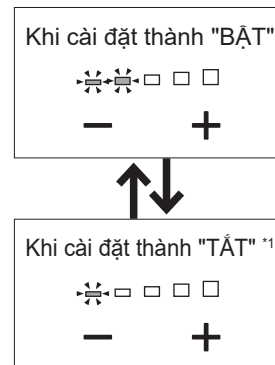 Khi cài đặt thành "BẬT"
− +
Khi cài đặt thành "TẮT" *1
− +